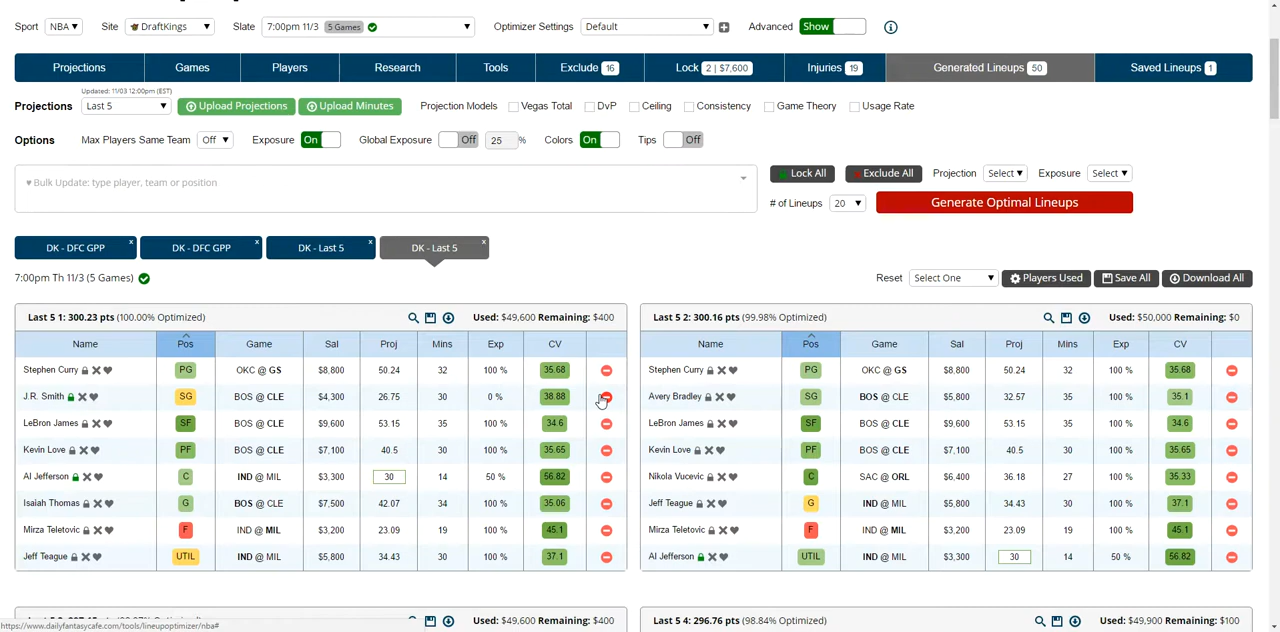 Sport NBA Site DraftKings Slate 7:00pm 11/3 5 Games Optimizer Settings Default Advanced Show
Projections Games Players Research Tools Exclude 16 Lock 2 | $7,600 Injuries 19 Generated Lineups 50 Saved Lineups 1
Updated: 11/03 12:00pm (EST)
Projections Last 5 Upload Projections Upload Minutes Projection Models Vegas Total DvP Ceiling Consistency Game Theory Usage Rate
Options Max Players Same Team Off Exposure On Global Exposure Off 25 % Colors On Tips Off
Bulk Update: type player, team or position Lock All Exclude All Projection Select Exposure Select
# of Lineups 20 Generate Optimal Lineups
DK - DFC GPP x DK - DFC GPP x DK - Last 5 x DK - Last 5 x
7:00pm Th 11/3 (5 Games) Reset Select One Players Used Save All Download All
Last 5 1: 300.23 pts (100.00% Optimized) Used: $49,600 Remaining: $400
Name Pos Game Sal Proj Mins Exp CV
Stephen Curry PG OKC @ GS $8,800 50.24 32 100 % 35.68
J.R. Smith SG BOS @ CLE $4,300 26.75 30 0 % 38.88
LeBron James SF BOS @ CLE $9,600 53.15 35 100 % 34.6
Kevin Love PF BOS @ CLE $7,100 40.5 30 100 % 35.65
Al Jefferson C IND @ MIL $3,300 30 14 50 % 56.82
Isaiah Thomas G BOS @ CLE $7,500 42.07 34 100 % 35.06
Mirza Teletovic F IND @ MIL $3,200 23.09 19 100 % 45.1
Jeff Teague UTIL IND @ MIL $5,800 34.43 30 100 % 37.1
Last 5 2: 300.16 pts (99.98% Optimized) Used: $50,000 Remaining: $0
Name Pos Game Sal Proj Mins Exp CV
Stephen Curry PG OKC @ GS $8,800 50.24 32 100 % 35.68
Avery Bradley SG BOS @ CLE $5,800 32.57 35 100 % 35.1
LeBron James SF BOS @ CLE $9,600 53.15 35 100 % 34.6
Kevin Love PF BOS @ CLE $7,100 40.5 30 100 % 35.65
Nikola Vucevic C SAC @ ORL $6,400 36.18 27 100 % 35.33
Jeff Teague G IND @ MIL $5,800 34.43 30 100 % 37.1
Mirza Teletovic F IND @ MIL $3,200 23.09 19 100 % 45.1
Al Jefferson UTIL IND @ MIL $3,300 30 14 50 % 56.82
Used: $49,600 Remaining: $400
Last 5 4: 296.76 pts (98.84% Optimized) Used: $49,900 Remaining: $100
https://www.dailyfantasycafe.com/tools/lineupoptimizer/nba#